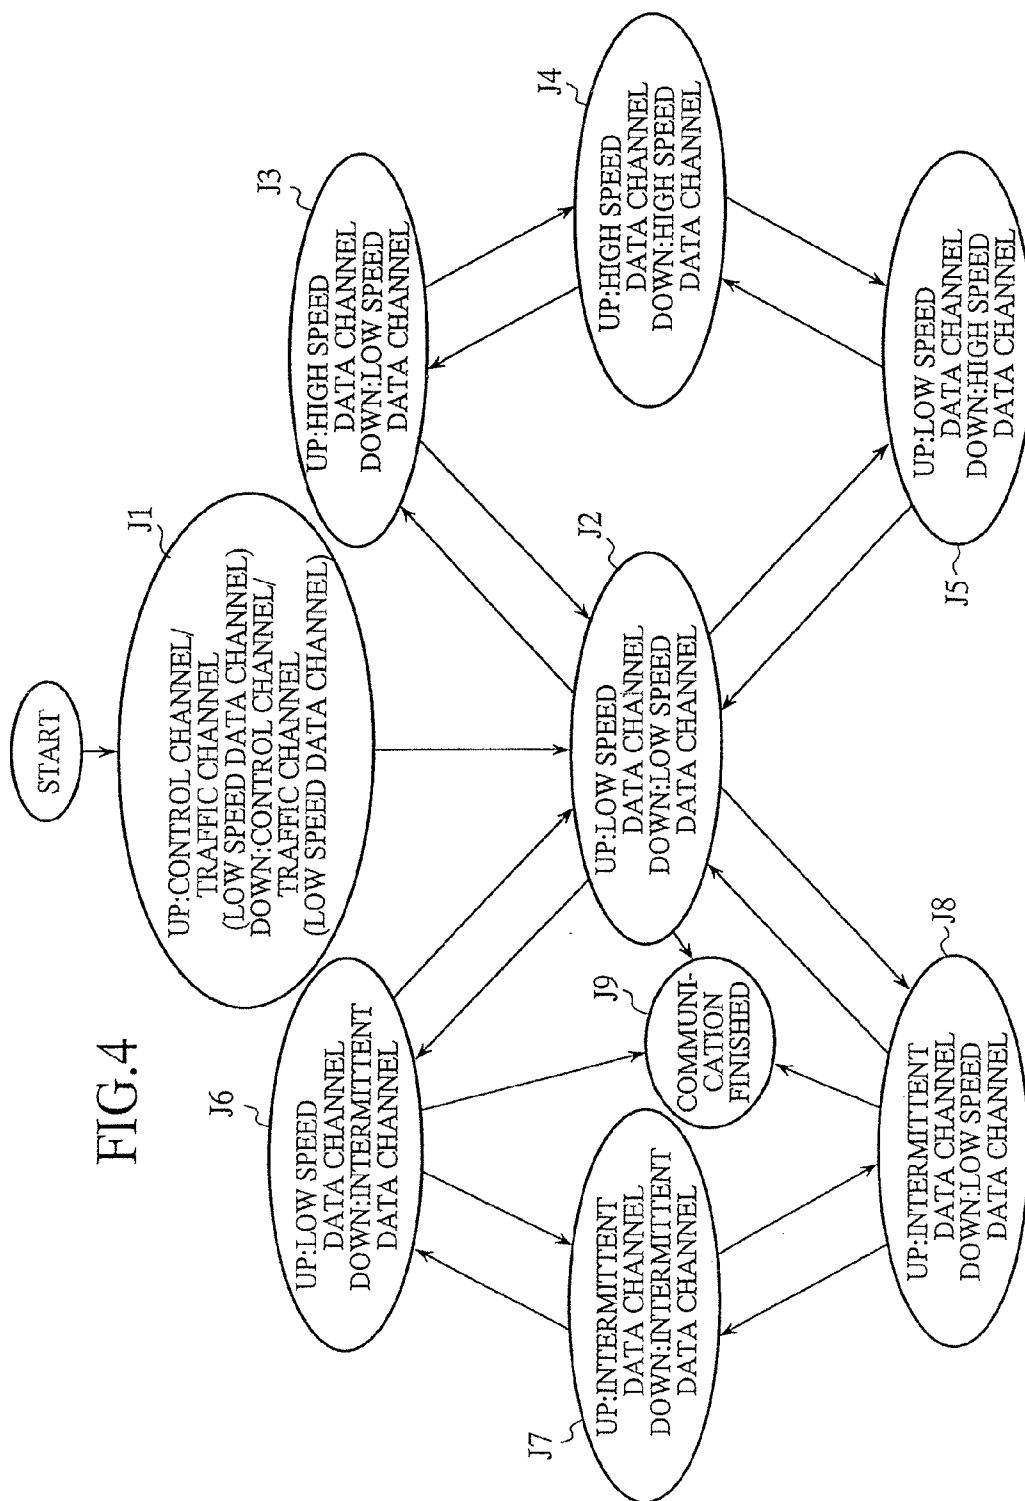 FIG.4
START
J1
UP:CONTROL CHANNEL/
TRAFFIC CHANNEL
(LOW SPEED DATA CHANNEL)
DOWN:CONTROL CHANNEL/
TRAFFIC CHANNEL
(LOW SPEED DATA CHANNEL)
J6
UP:LOW SPEED
DATA CHANNEL
DOWN:INTERMITTENT
DATA CHANNEL
J3
UP:HIGH SPEED
DATA CHANNEL
DOWN:LOW SPEED
DATA CHANNEL
J7
UP:INTERMITTENT
DATA CHANNEL
DOWN:INTERMITTENT
DATA CHANNEL
J9
COMMUNI-
CATION
FINISHED
J2
UP:LOW SPEED
DATA CHANNEL
DOWN:LOW SPEED
DATA CHANNEL
J4
UP:HIGH SPEED
DATA CHANNEL
DOWN:HIGH SPEED
DATA CHANNEL
J8
UP:INTERMITTENT
DATA CHANNEL
DOWN:LOW SPEED
DATA CHANNEL
J5
UP:LOW SPEED
DATA CHANNEL
DOWN:HIGH SPEED
DATA CHANNEL